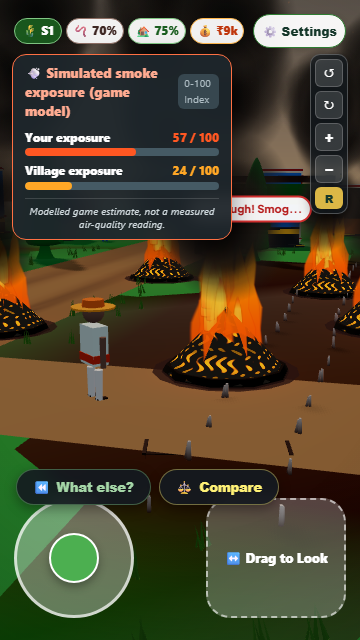 S1
70%
75%
₹9k
Settings
Simulated smoke
exposure (game
model)
0-100
Index
Your exposure
57 / 100
Village exposure
24 / 100
Modelled game estimate, not a measured
air-quality reading.
ugh! Smog...
+
−
R
What else?
Compare
Drag to Look